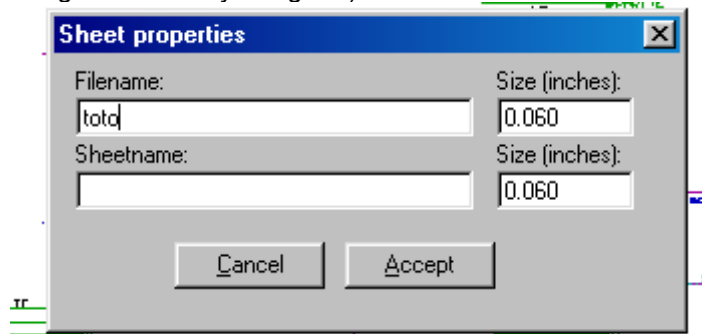 Sheet properties
Filename: Size (inches):
toto 0.060
Sheetname: Size (inches):
0.060
Cancel Accept